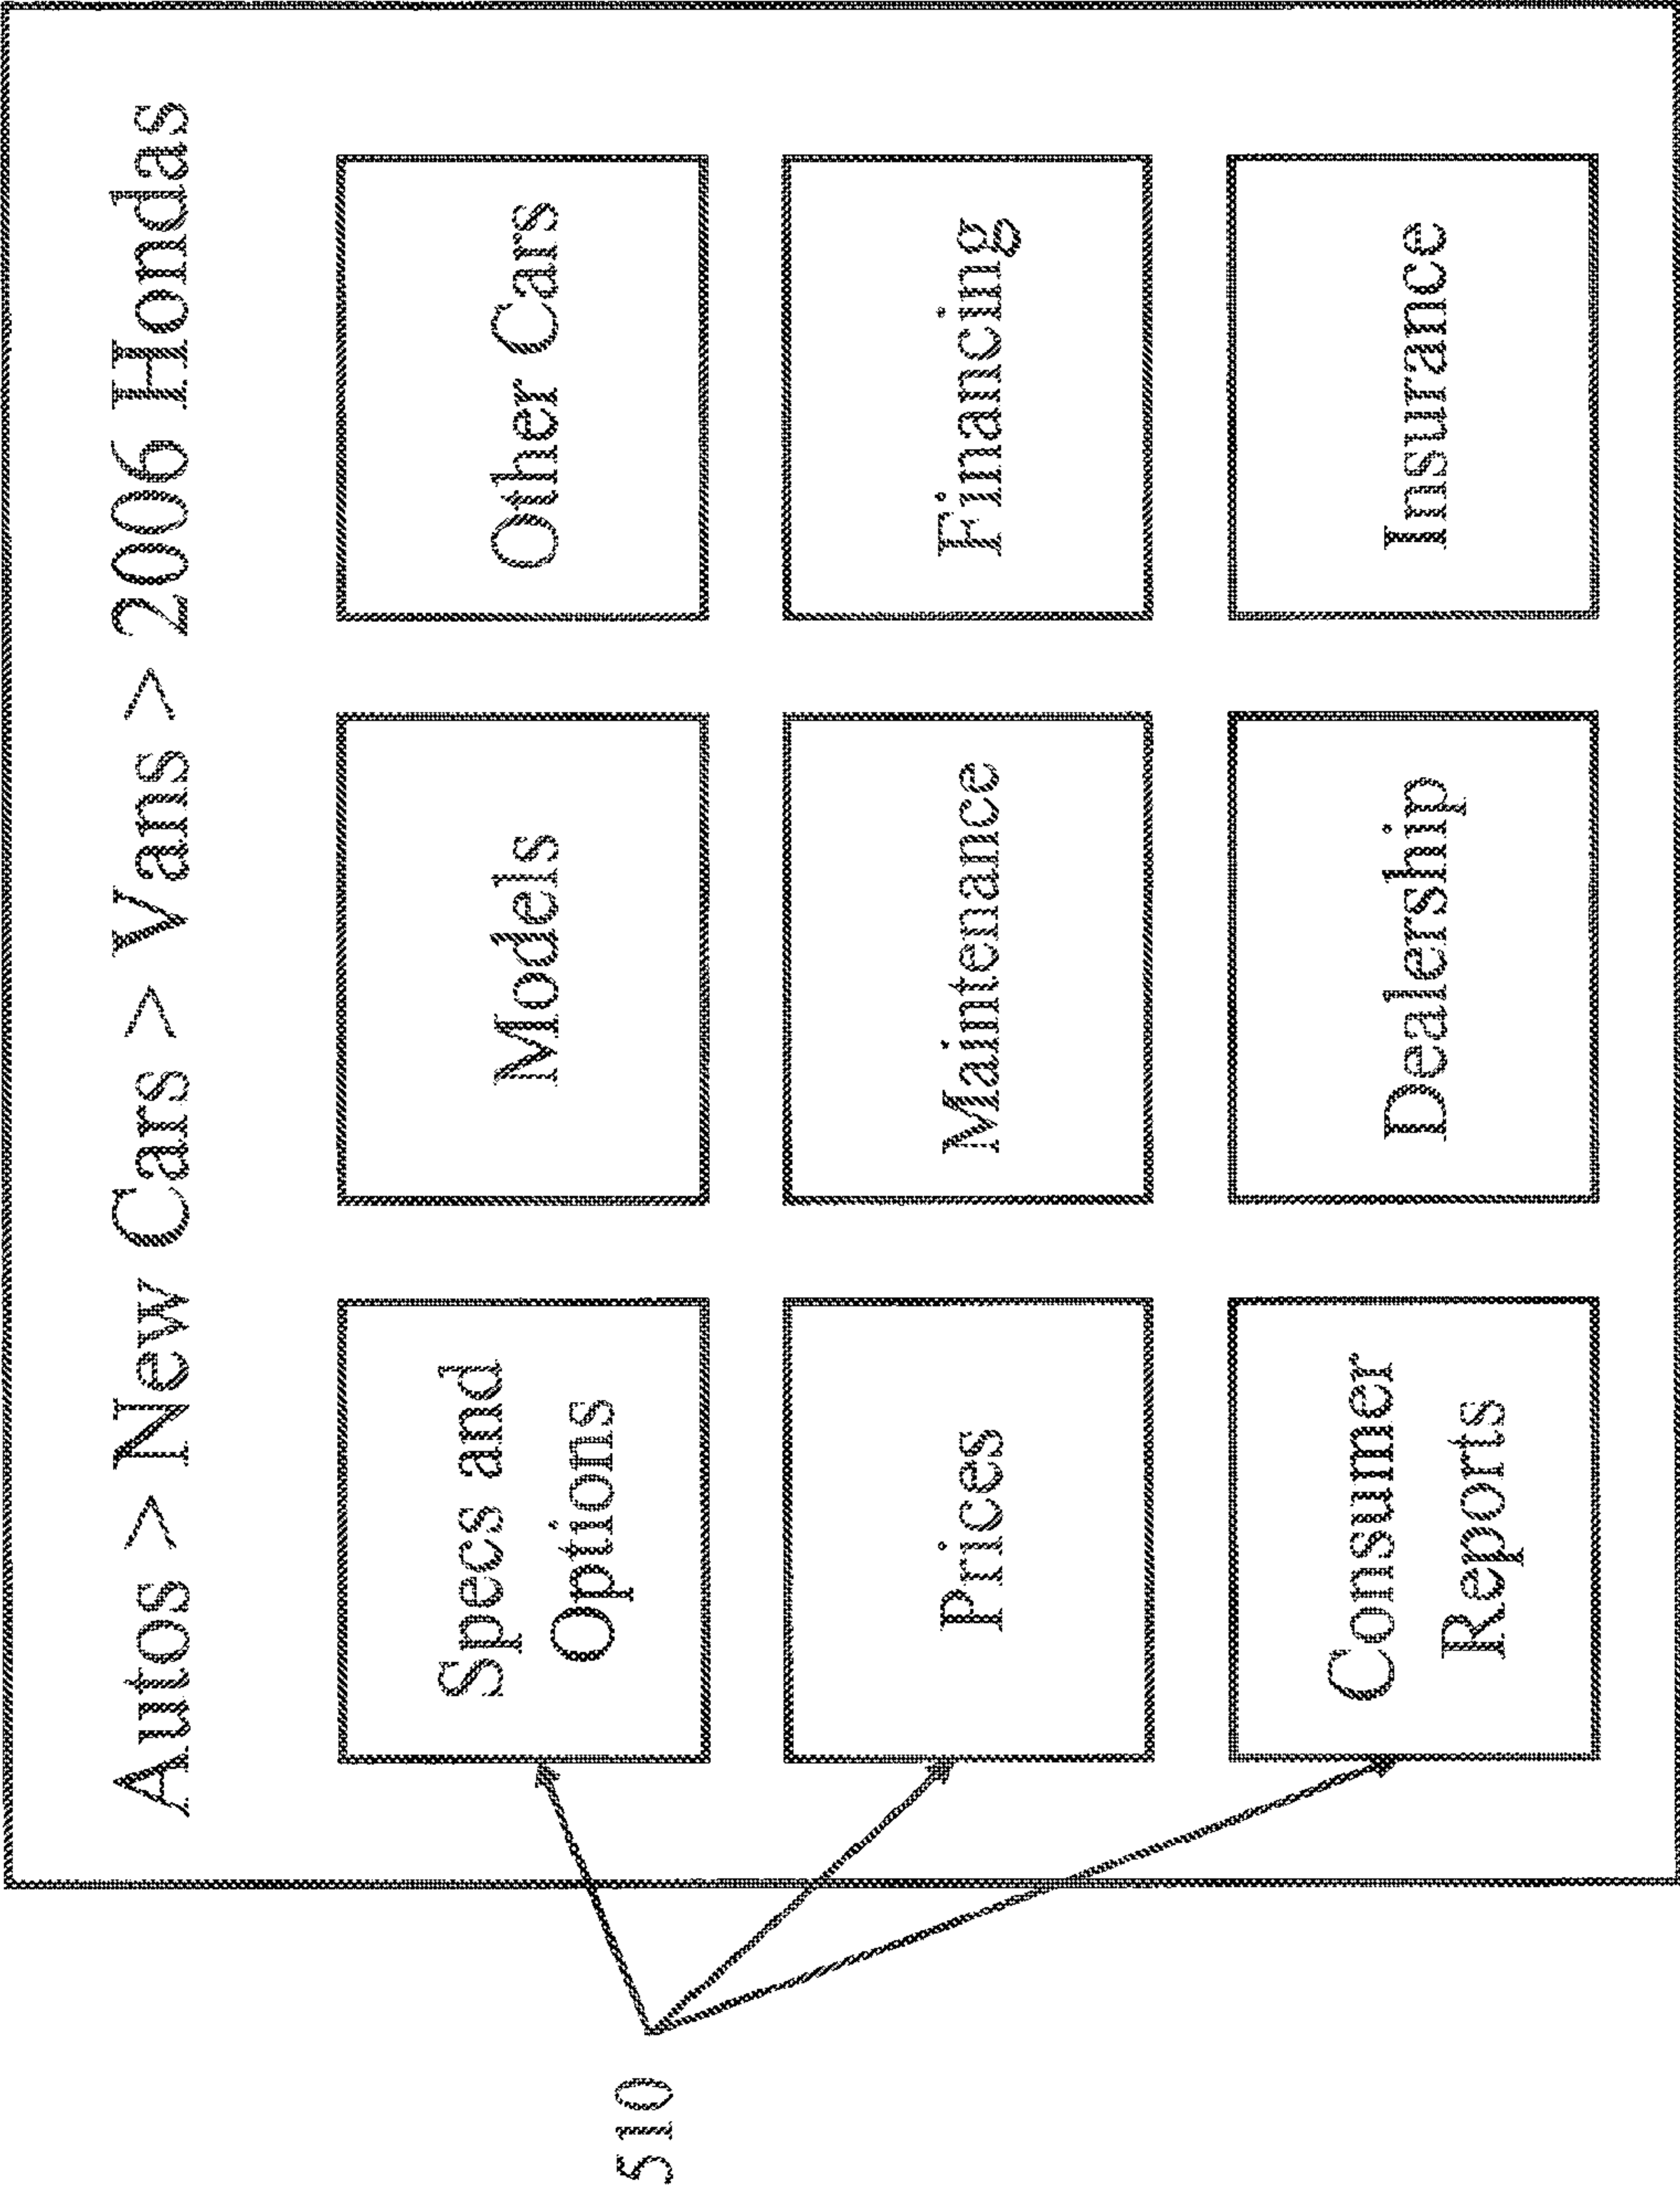 Autos > New Cars > Vans > 2006 Hondas
Specs and
Options
Models
Other Cars
Prices
Maintenance
Financing
Consumer
Reports
Dealership
Insurance
510